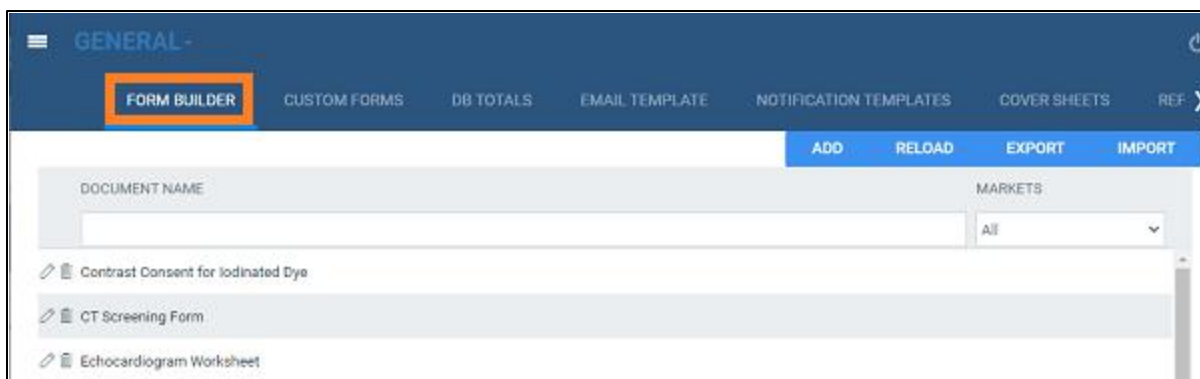 GENERAL -
FORM BUILDER CUSTOM FORMS DB TOTALS EMAIL TEMPLATE NOTIFICATION TEMPLATES COVER SHEETS REF
ADD RELOAD EXPORT IMPORT
DOCUMENT NAME MARKETS
All
Contrast Consent for Iodinated Dye
CT Screening Form
Echocardiogram Worksheet